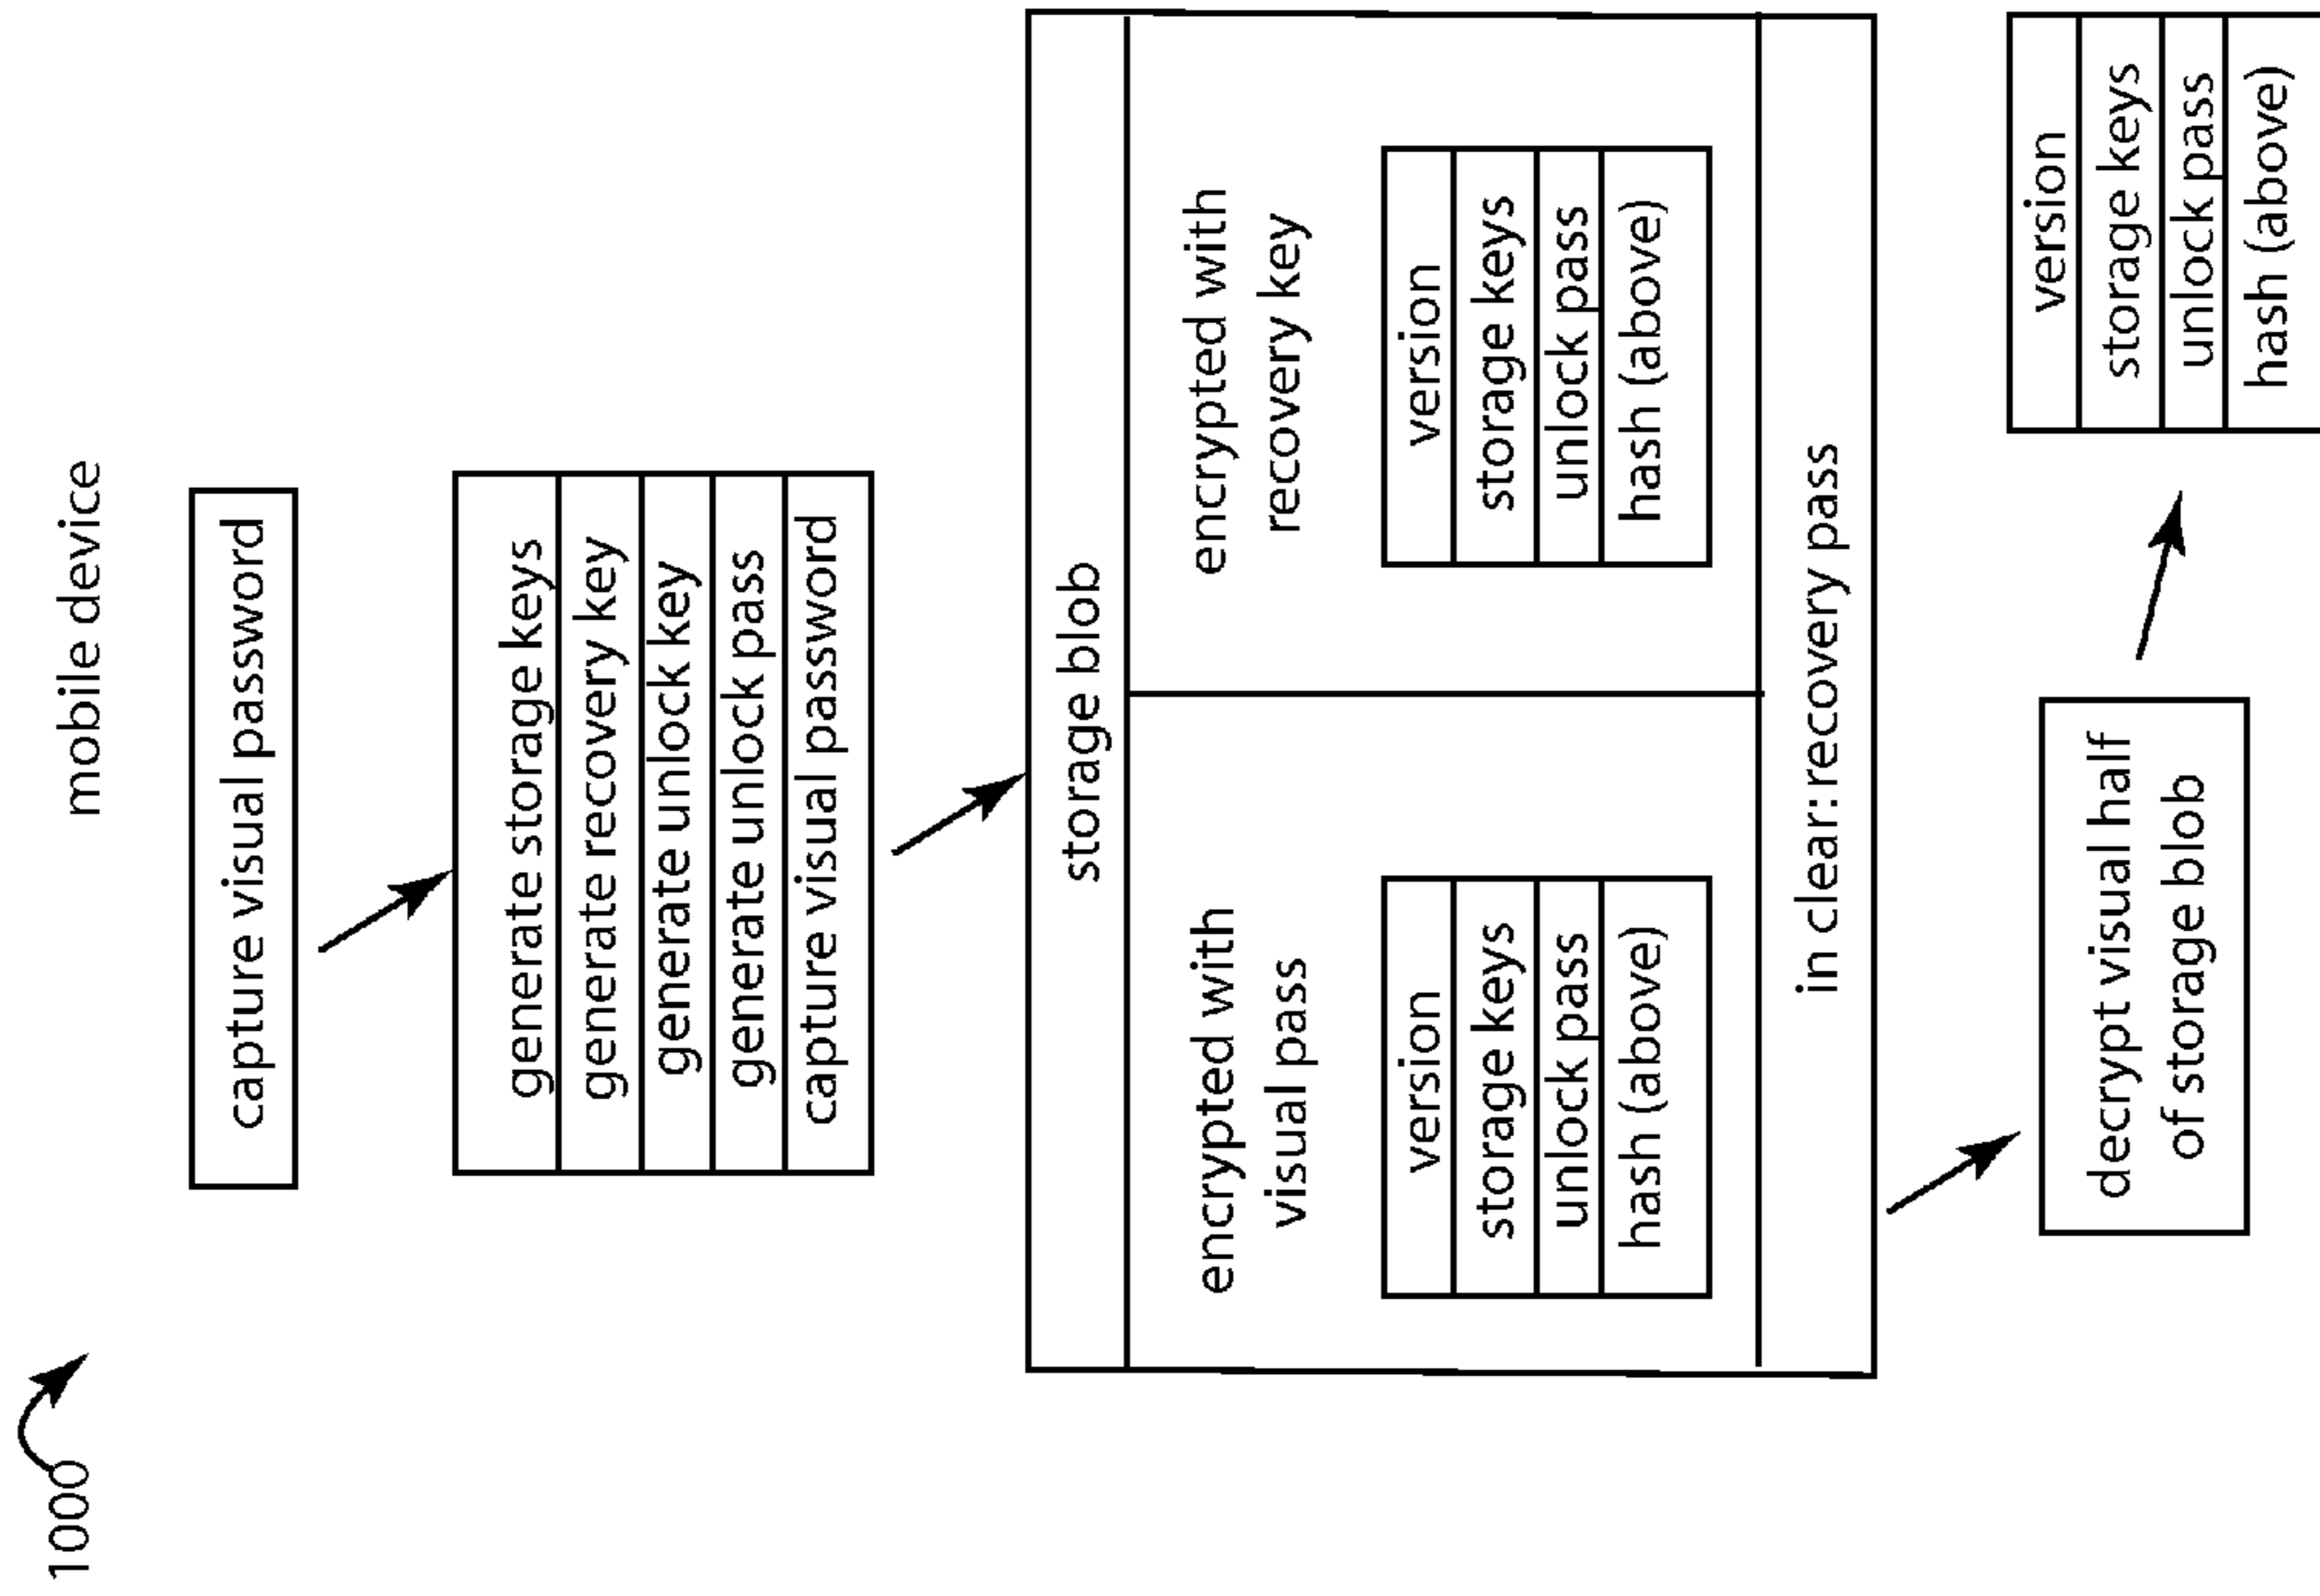 1000
mobile device
capture visual password
generate storage keys
generate recovery key
generate unlock key
generate unlock pass
capture visual password
storage blob
encrypted with
visual pass
version
storage keys
unlock pass
hash (above)
encrypted with
recovery key
version
storage keys
unlock pass
hash (above)
in clear: recovery pass
decrypt visual half
of storage blob
version
storage keys
unlock pass
hash (above)